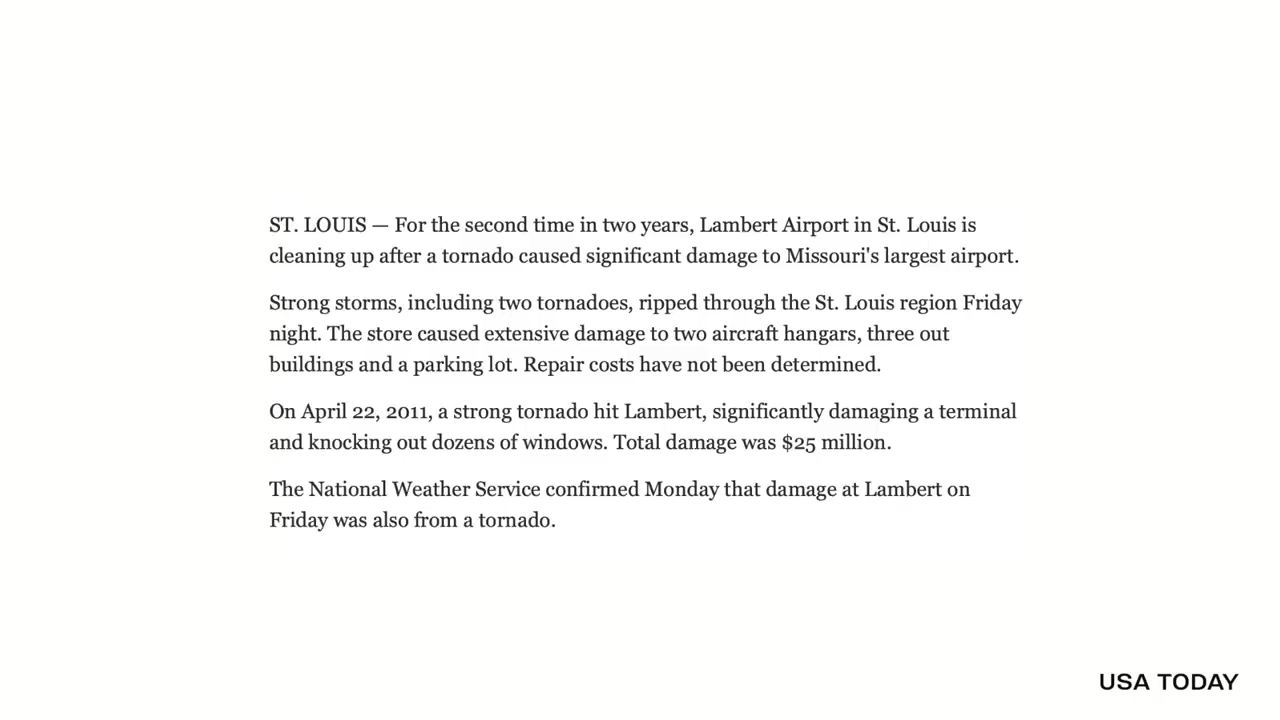 ST. LOUIS — For the second time in two years, Lambert Airport in St. Louis is
cleaning up after a tornado caused significant damage to Missouri's largest airport.
Strong storms, including two tornadoes, ripped through the St. Louis region Friday
night. The store caused extensive damage to two aircraft hangars, three out
buildings and a parking lot. Repair costs have not been determined.
On April 22, 2011, a strong tornado hit Lambert, significantly damaging a terminal
and knocking out dozens of windows. Total damage was $25 million.
The National Weather Service confirmed Monday that damage at Lambert on
Friday was also from a tornado.
USA TODAY